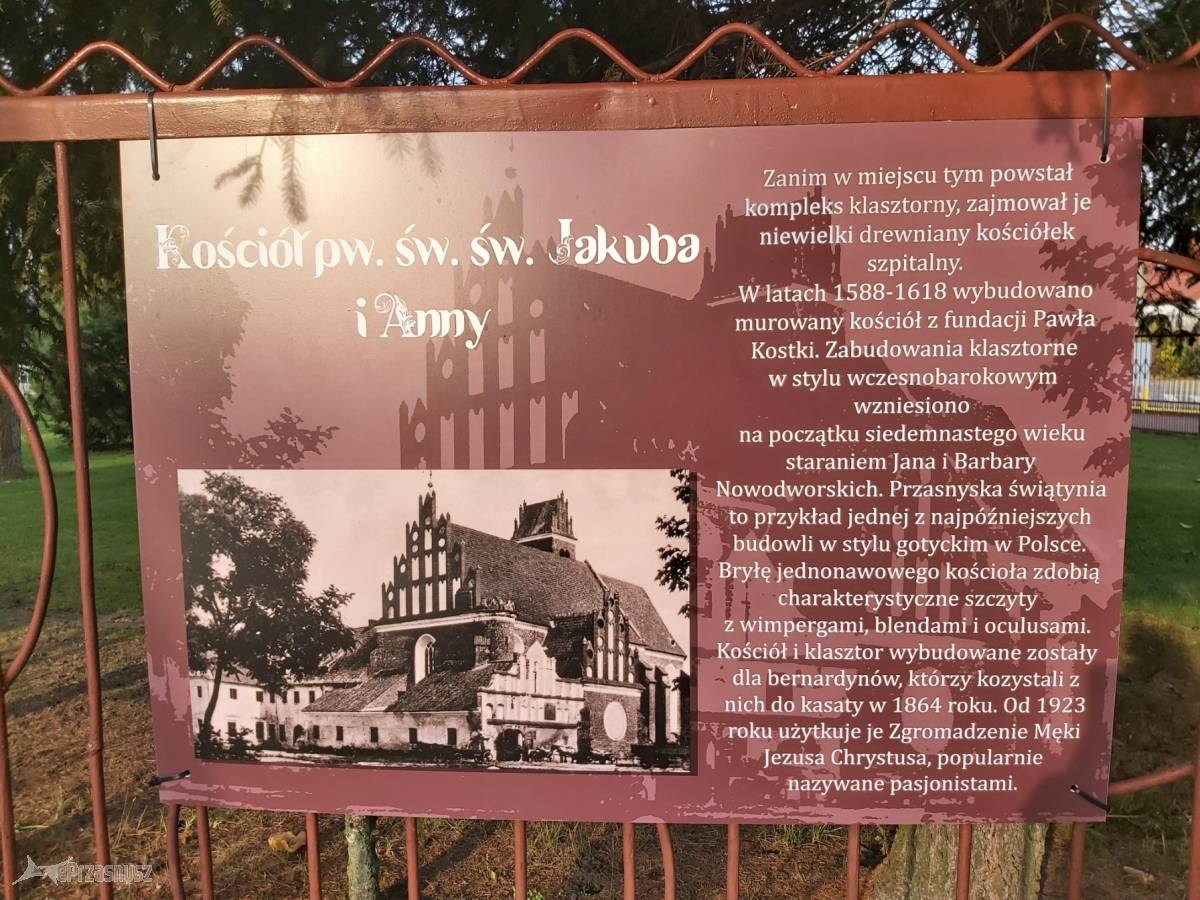 Kościół pw. św. św. Jakuba
i Anny
Zanim w miejscu tym powstał
kompleks klasztorny, zajmował je
niewielki drewniany kościółek
szpitalny.
W latach 1588-1618 wybudowano
murowany kościół z fundacji Pawła
Kostki. Zabudowania klasztorne
w stylu wczesnobarokowym
wzniesiono
na początku siedemnastego wieku
staraniem Jana i Barbary
Nowodworskich. Przasnyska świątynia
to przykład jednej z najpóźniejszych
budowli w stylu gotyckim w Polsce.
Bryłę jednonawowego kościoła zdobią
charakterystyczne szczyty
z wimpergami, blendami i oculusami.
Kościół i klasztor wybudowane zostały
dla bernardynów, którzy kozystali z
nich do kasaty w 1864 roku. Od 1923
roku użytkuje je Zgromadzenie Męki
Jezusa Chrystusa, popularnie
nazywane pasjonistami.
ePrzasnysz